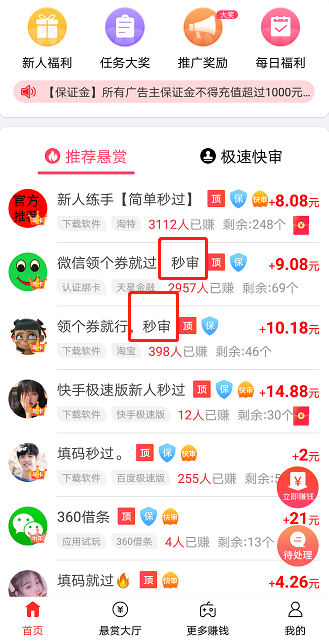 大奖
新人福利 任务大奖 推广奖励 每日福利
【保证金】所有广告主保证金不得充值超过1000元…
推荐悬赏 极速快审
官方推荐
新人练手【简单秒过】 顶 保 快审 +8.08元
下载软件 淘特 3112人已赚 剩余:248个
微信领个券就过 秒审 顶 保 +9.08元
认证绑卡 天星金融 2957人已赚 剩余:69个
领个券就行, 秒审 顶 保 +10.18元
下载软件 淘宝 398人已赚 剩余:46个
快手极速版新人秒过 顶 保 快审 +14.88元
下载软件 快手极速版 12人已赚 剩余:30个
填码秒过。 顶 保 快审 +2元
下载软件 百度极速版 255人已赚 剩余:5
立即赚钱
360借条 顶 保 快审 +21元
应用试玩 360借条 4人已赚 剩余:13个
待处理
填码就过 顶 保 快审 +4.26元
首页 悬赏大厅 更多赚钱 我的